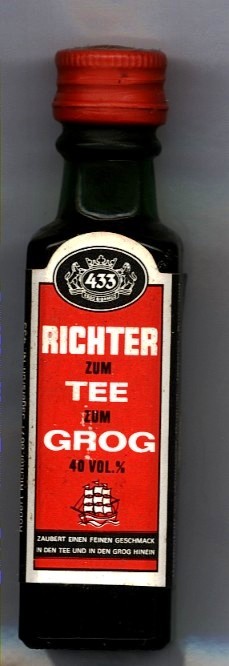 433
RICHTER
ZUM
TEE
ZUM
GROG
40 VOL.%
ZAUBERT EINEN FEINEN GESCHMACK
IN DEN TEE UND IN DEN GROG HINEIN